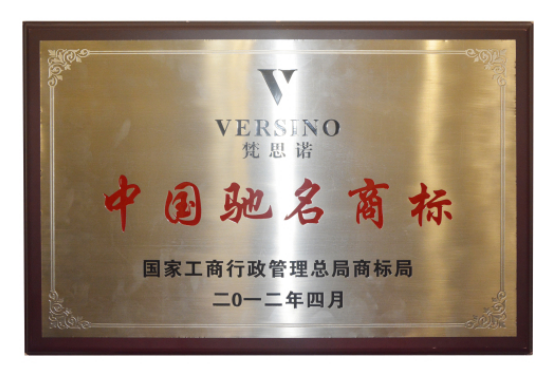 V
VERSINO
梵思诺
中国驰名商标
国家工商行政管理总局商标局
二0一二年四月